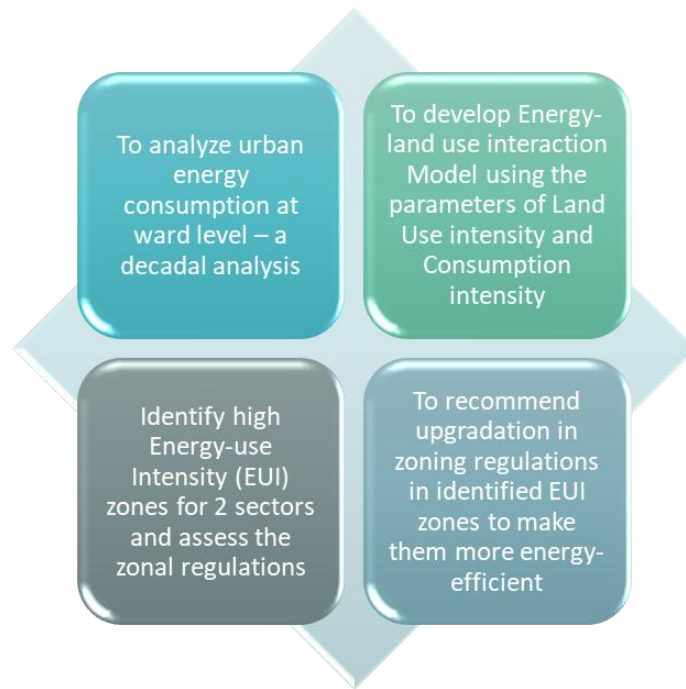 To analyze urban
energy
consumption at
ward level – a
decadal analysis
To develop Energy-
land use interaction
Model using the
parameters of Land
Use intensity and
Consumption
intensity
Identify high
Energy-use
Intensity (EUI)
zones for 2 sectors
and assess the
zonal regulations
To recommend
upgradation in
zoning regulations
in identified EUI
zones to make
them more energy-
efficient